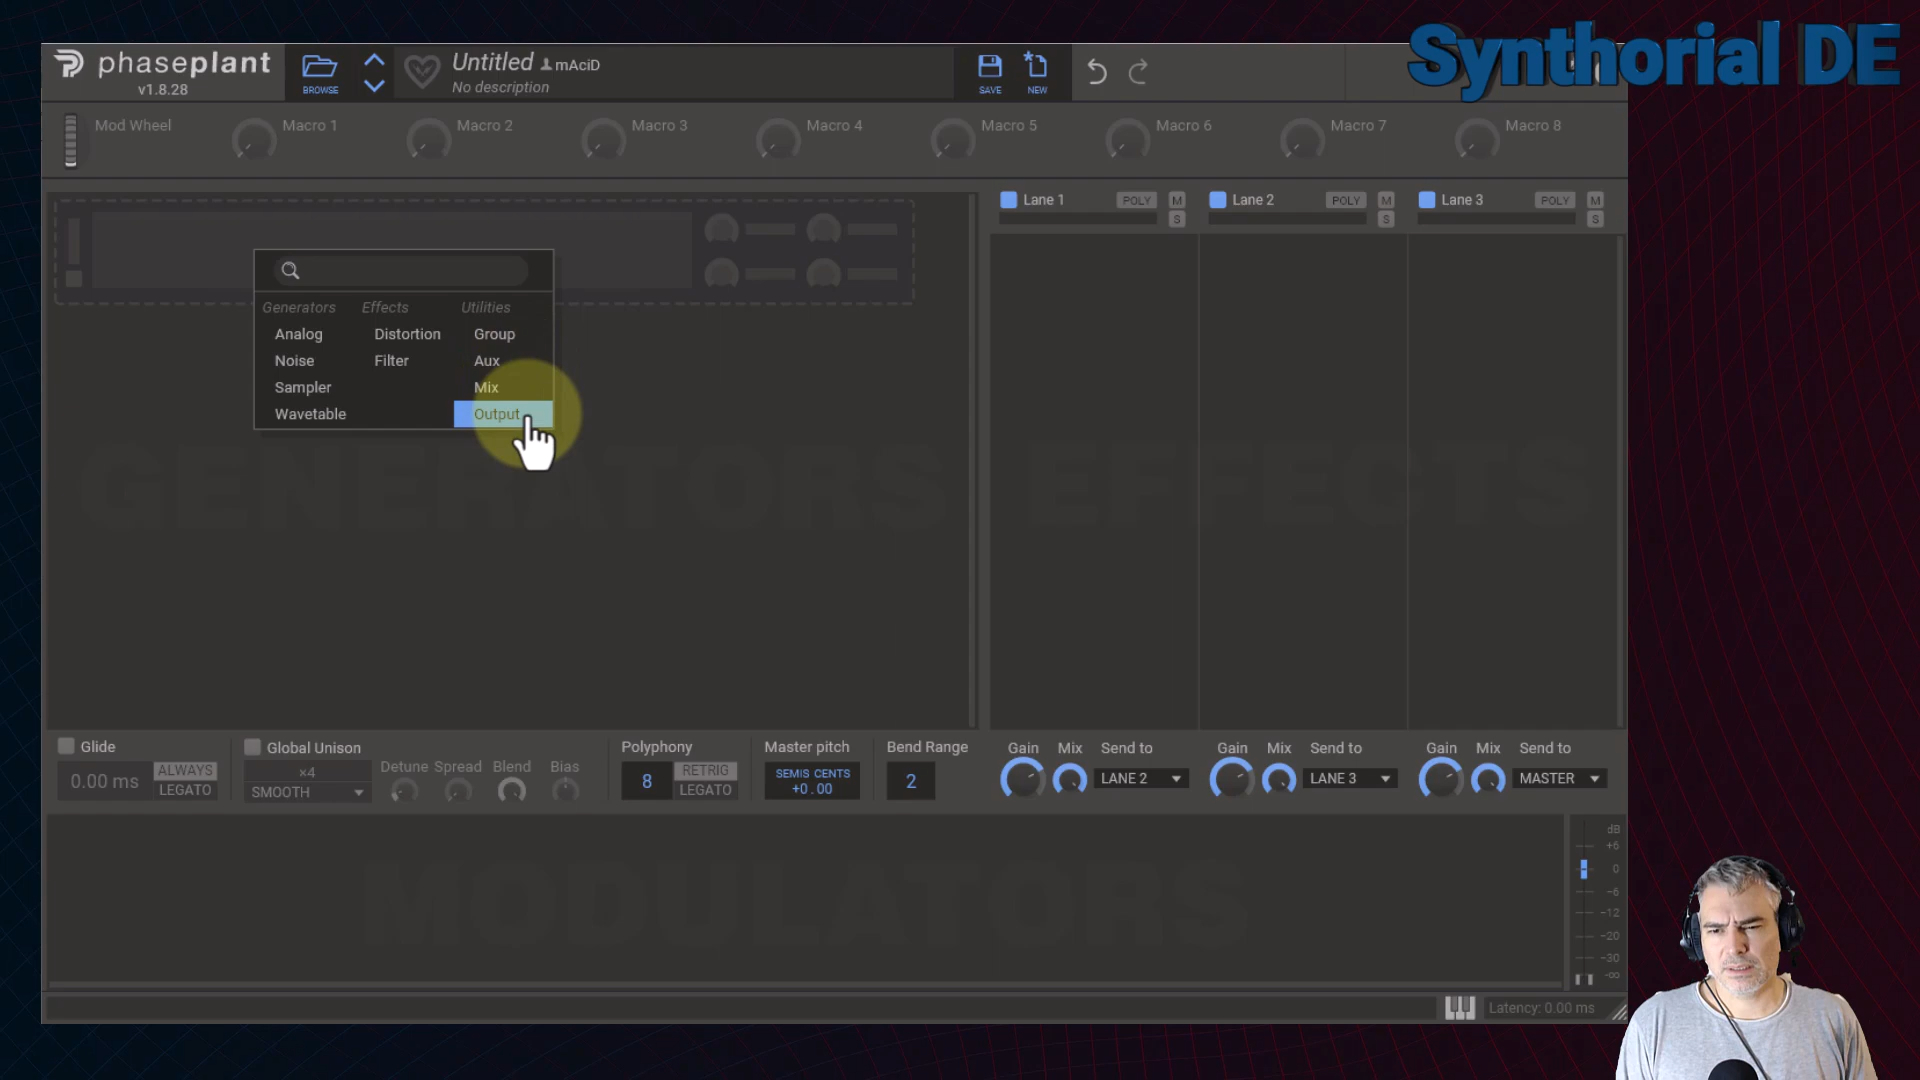 Synthorial DE
phaseplant
v1.8.28
BROWSE
Untitled mAciD
No description
SAVE
NEW
Mod Wheel
Macro 1
Macro 2
Macro 3
Macro 4
Macro 5
Macro 6
Macro 7
Macro 8
Lane 1 POLY M
S
Lane 2 POLY M
S
Lane 3 POLY M
S
Generators Effects Utilities
Analog Distortion Group
Noise Filter Aux
Sampler Mix
Wavetable Output
GENERATORS
EFFECTS
Glide
0.00 ms
ALWAYS
LEGATO
Global Unison
×4
SMOOTH
Detune Spread Blend Bias
Polyphony
8
RETRIG
LEGATO
Master pitch
SEMIS CENTS
+0.00
Bend Range
2
Gain Mix Send to
LANE 2
Gain Mix Send to
LANE 3
Gain Mix Send to
MASTER
MODULATORS
dB
+6
0
-6
-12
-20
-30
-∞
Latency: 0.00 ms